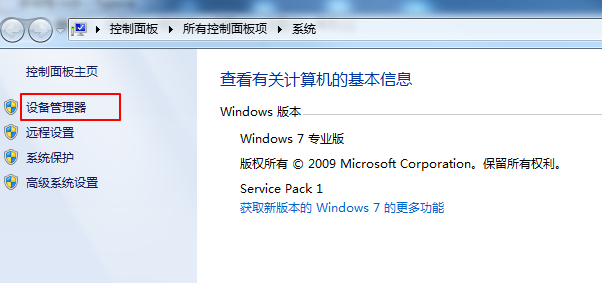 控制面板 ▸ 所有控制面板项 ▸ 系统
控制面板主页
设备管理器
远程设置
系统保护
高级系统设置
查看有关计算机的基本信息
Windows 版本
Windows 7 专业版
版权所有 © 2009 Microsoft Corporation。保留所有权利。
Service Pack 1
获取新版本的 Windows 7 的更多功能